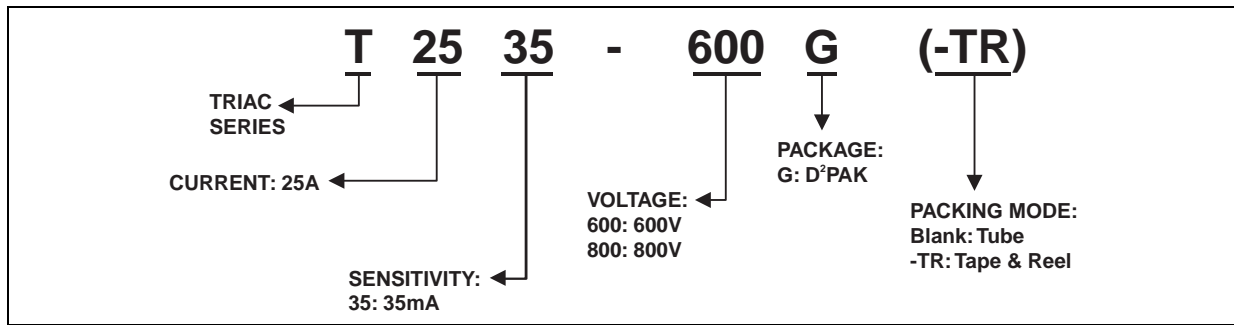 T 25 35 - 600 G (-TR)
TRIAC
SERIES
CURRENT: 25A
SENSITIVITY:
35: 35mA
VOLTAGE:
600: 600V
800: 800V
PACKAGE:
G: D²PAK
PACKING MODE:
Blank: Tube
-TR: Tape & Reel